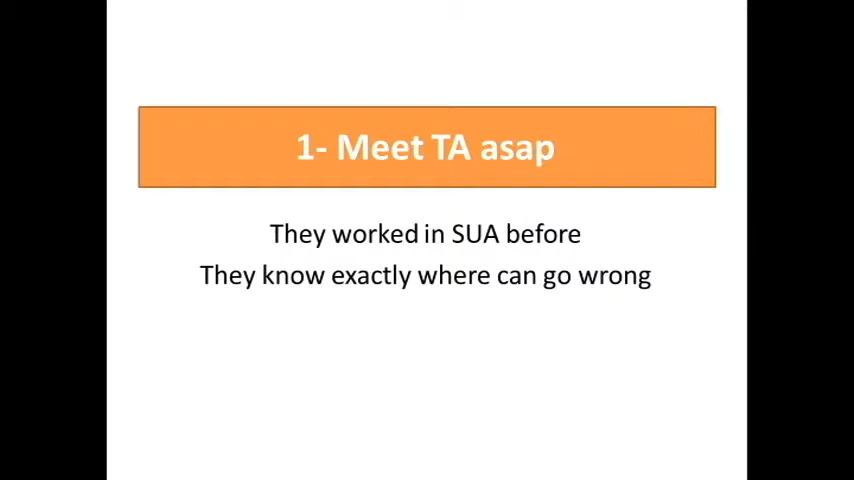 1- Meet TA asap
They worked in SUA before
They know exactly where can go wrong